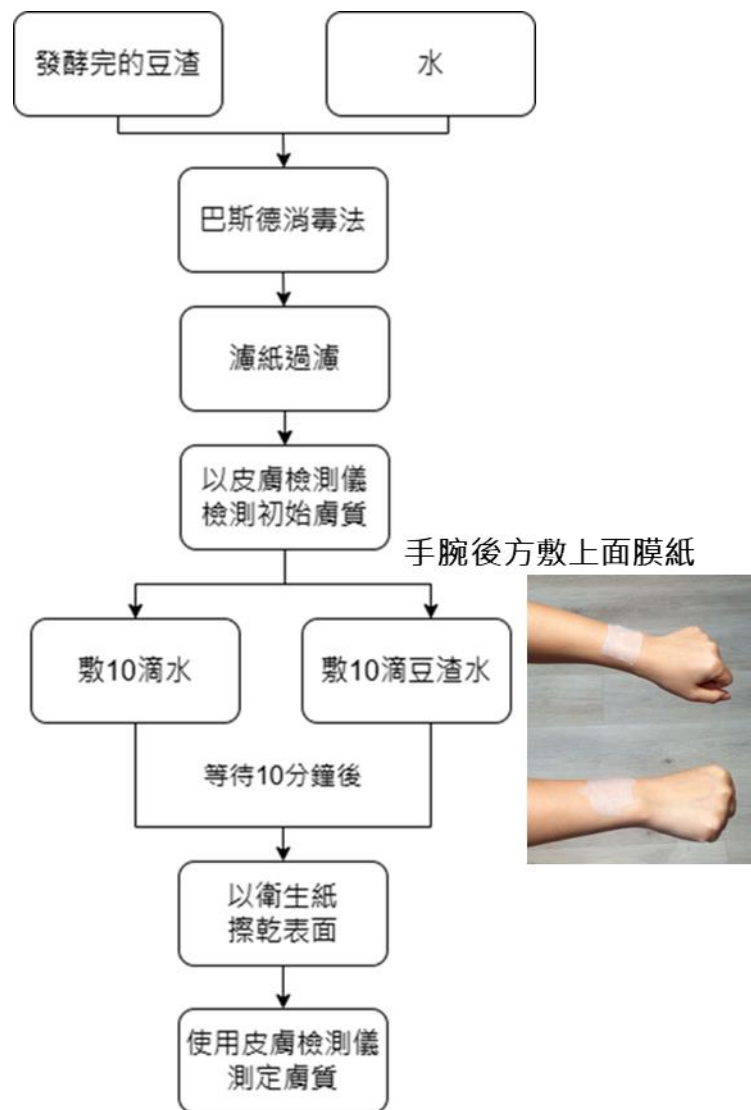 發酵完的豆渣
水
巴斯德消毒法
濾紙過濾
以皮膚檢測儀
檢測初始膚質
手腕後方敷上面膜紙
敷10滴水
敷10滴豆渣水
等待10分鐘後
以衛生紙
擦乾表面
使用皮膚檢測儀
測定膚質